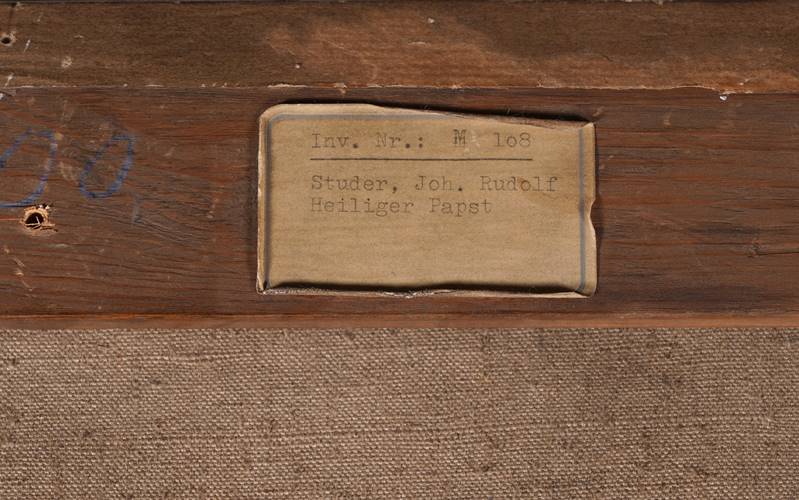 Inv. Nr.: M 108
Studer, Joh. Rudolf
Heiliger Papst